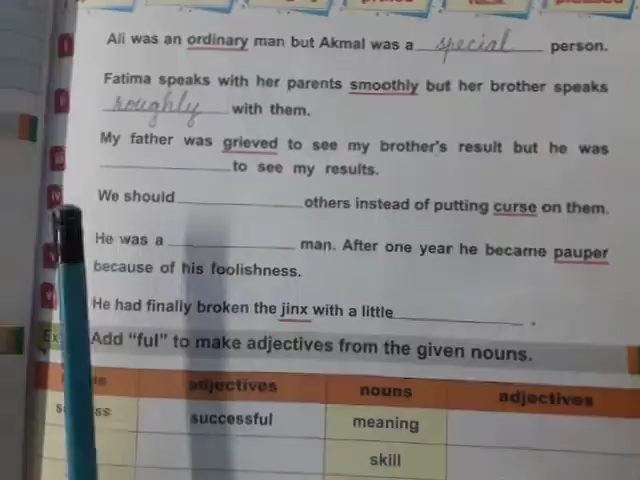 Ali was an ordinary man but Akmal was a special person.
Fatima speaks with her parents smoothly but her brother speaks
roughly with them.
My father was grieved to see my brother's result but he was
to see my results.
We should others instead of putting curse on them.
He was a man. After one year he became pauper
because of his foolishness.
He had finally broken the jinx with a little .
Add "ful" to make adjectives from the given nouns.
adjectives nouns adjectives
successful meaning
skill